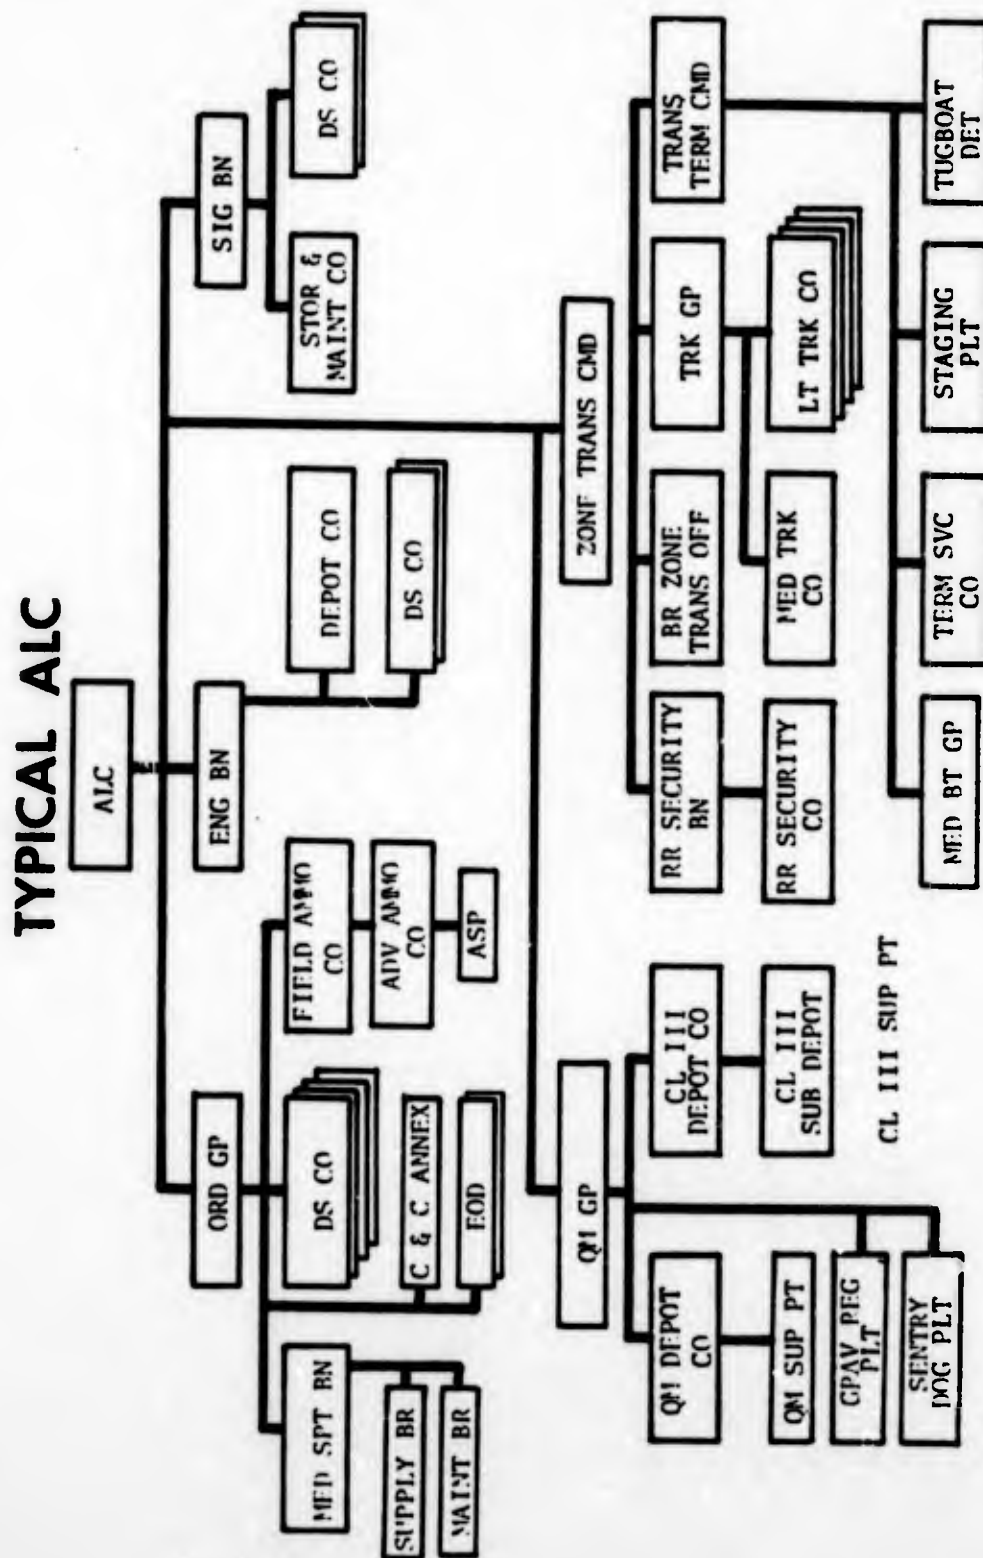 TYPICAL ALC
ALC
ORD GP
ENG BN
SIG BN
MED SPT BN
SUPPLY BR
MAINT BR
DS CO
C & C ANNEX
EOD
FIELD AMMO
CO
ADV AMMO
CO
ASP
DEPOT CO
DS CO
STOR &
MAINT CO
DS CO
QM GP
ZONE TRANS CMD
QM DEPOT
CO
QM SUP PT
GRAV REG
PLT
SENTRY
DOG PLT
CL III
DEPOT CO
CL III
SUB DEPOT
CL III SUP PT
RR SECURITY
BN
RR SECURITY
CO
BR ZONE
TRANS OFF
TRK GP
MED TRK
CO
LT TRK CO
TRANS
TERM CMD
MED BT GP
TERM SVC
CO
STAGING
PLT
TUGBOAT
DET